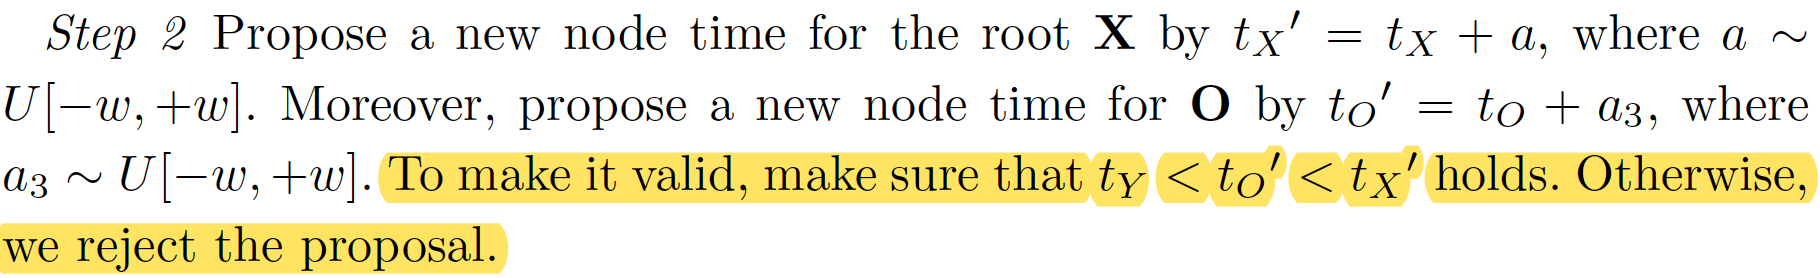 Step 2 Propose a new node time for the root X by t_X′ = t_X + a, where a ∼
U[−w, +w]. Moreover, propose a new node time for O by t_O′ = t_O + a_3, where
a_3 ∼ U[−w, +w]. To make it valid, make sure that t_Y < t_O′ < t_X′ holds. Otherwise,
we reject the proposal.